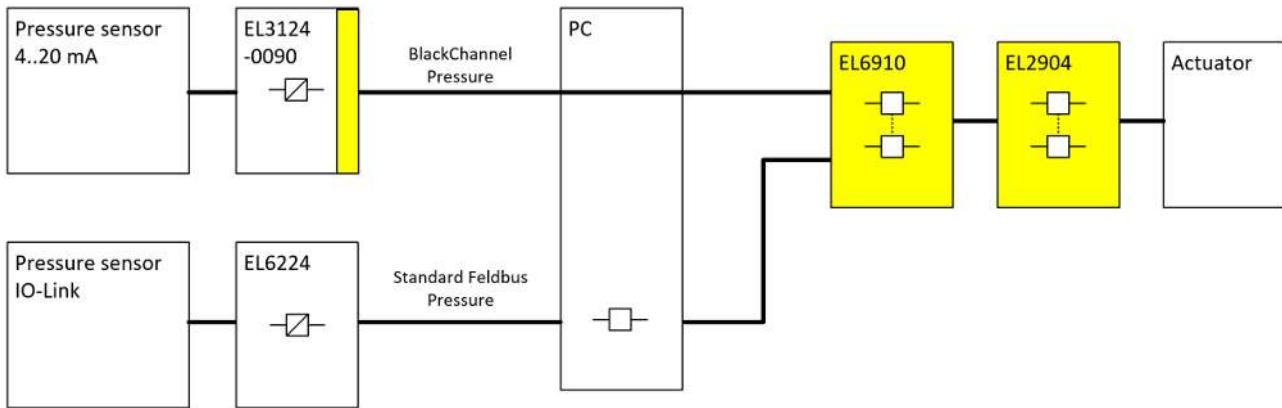 Pressure sensor
4..20 mA
EL3124
-0090
BlackChannel
Pressure
PC
EL6910
EL2904
Actuator
Pressure sensor
IO-Link
EL6224
Standard Feldbus
Pressure